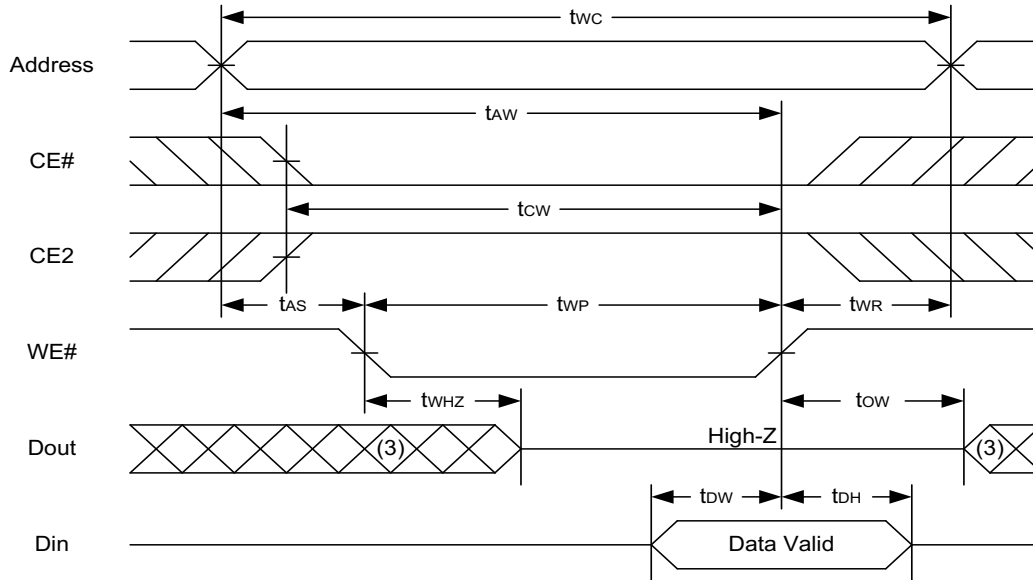 tWC
Address
tAW
CE#
tCW
CE2
tAS tWP tWR
WE#
tWHZ tOW
High-Z
Dout (3) (3)
tDW tDH
Din Data Valid